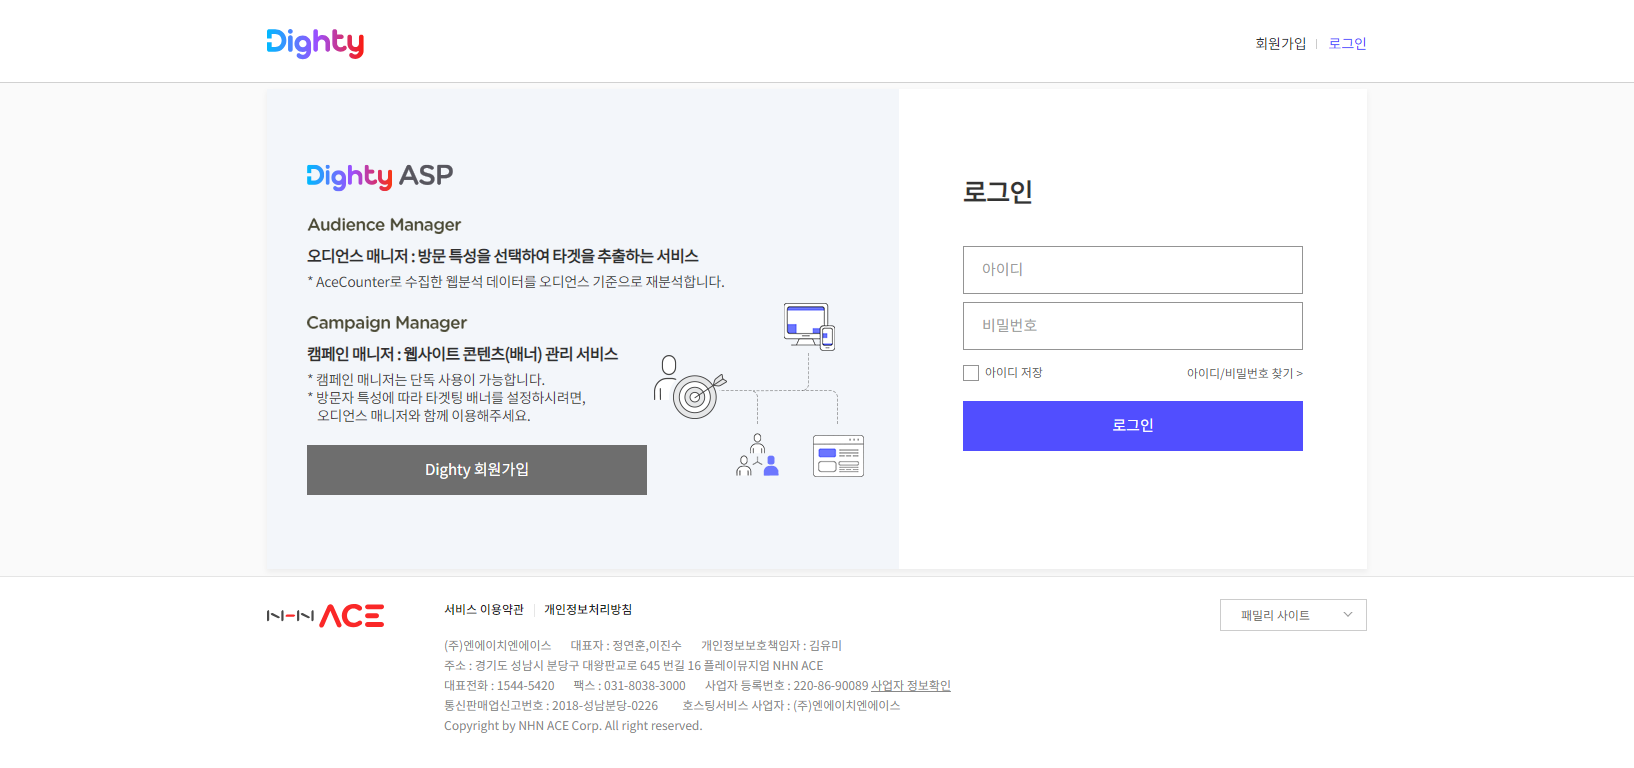 Dighty
회원가입 로그인
Dighty ASP
Audience Manager
오디언스 매니저 : 방문 특성을 선택하여 타겟을 추출하는 서비스
* AceCounter로 수집한 웹분석 데이터를 오디언스 기준으로 재분석합니다.
Campaign Manager
캠페인 매니저 : 웹사이트 콘텐츠(배너) 관리 서비스
* 캠페인 매니저는 단독 사용이 가능합니다.
* 방문자 특성에 따라 타겟팅 배너를 설정하시려면,
오디언스 매니저와 함께 이용해주세요.
Dighty 회원가입
로그인
아이디
비밀번호
아이디 저장 아이디/비밀번호 찾기 >
로그인
NHN ACE
서비스 이용약관 개인정보처리방침
패밀리 사이트
(주)엔에이치엔에이스 대표자 : 정연훈,이진수 개인정보보호책임자 : 김유미
주소 : 경기도 성남시 분당구 대왕판교로 645 번길 16 플레이뮤지엄 NHN ACE
대표전화 : 1544-5420 팩스 : 031-8038-3000 사업자 등록번호 : 220-86-90089 사업자 정보확인
통신판매업신고번호 : 2018-성남분당-0226 호스팅서비스 사업자 : (주)엔에이치엔에이스
Copyright by NHN ACE Corp. All right reserved.